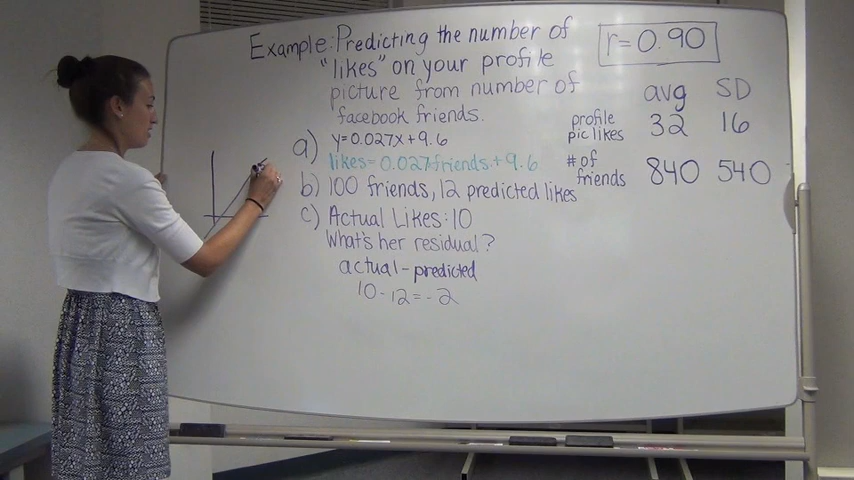 Example: Predicting the number of
"likes" on your profile
picture from number of
facebook friends.
r=0.90
avg SD
profile
pic likes 32 16
# of
friends 840 540
a) y=0.027x+9.6
likes=0.027friends+9.6
b) 100 friends, 12 predicted likes
c) Actual Likes:10
What's her residual?
actual-predicted
10-12=-2